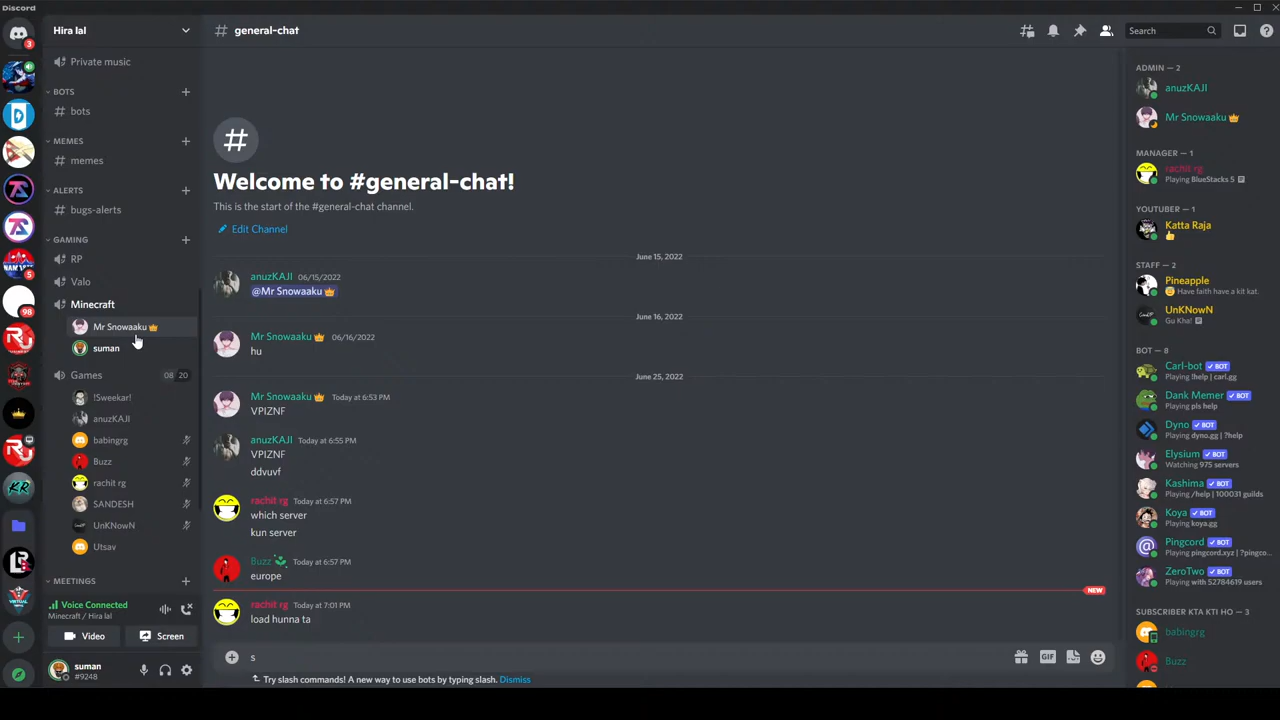 Discord
3
5
98
Hira lal
Private music
BOTS
bots
MEMES
memes
ALERTS
bugs-alerts
GAMING
RP
Valo
Minecraft
Mr Snowaaku
suman
Games 08 20
!Sweekar!
anuzKAJI
babingrg
Buzz
rachit rg
SANDESH
UnKNowN
Utsav
MEETINGS
Voice Connected
Minecraft / Hira lal
Video Screen
suman
#9248
# general-chat
Search
#
Welcome to #general-chat!
This is the start of the #general-chat channel.
Edit Channel
June 15, 2022
anuzKAJI 06/15/2022
@Mr Snowaaku
June 16, 2022
Mr Snowaaku 06/16/2022
hu
June 25, 2022
Mr Snowaaku Today at 6:53 PM
VPIZNF
anuzKAJI Today at 6:55 PM
VPIZNF
ddvuvf
rachit rg Today at 6:57 PM
which server
kun server
Buzz Today at 6:57 PM
europe
NEW
rachit rg Today at 7:01 PM
load hunna ta
s
GIF
Try slash commands! A new way to use bots by typing slash. Dismiss
ADMIN — 2
anuzKAJI
Mr Snowaaku
MANAGER — 1
rachit rg
Playing BlueStacks 5
YOUTUBER — 1
Katta Raja
STAFF — 2
Pineapple
Have faith have a kit kat.
UnKNowN
Gu Kha!
BOT — 8
Carl-bot BOT
Playing !help | carl.gg
Dank Memer BOT
Playing pls help
Dyno BOT
Playing dyno.gg | ?help
Elysium BOT
Watching 975 servers
Kashima BOT
Playing /help | 100031 guilds
Koya BOT
Playing koya.gg
Pingcord BOT
Playing pingcord.xyz | ?pingco...
ZeroTwo BOT
Playing with 52784619 users
SUBSCRIBER KTA KTI HO — 3
babingrg
Buzz